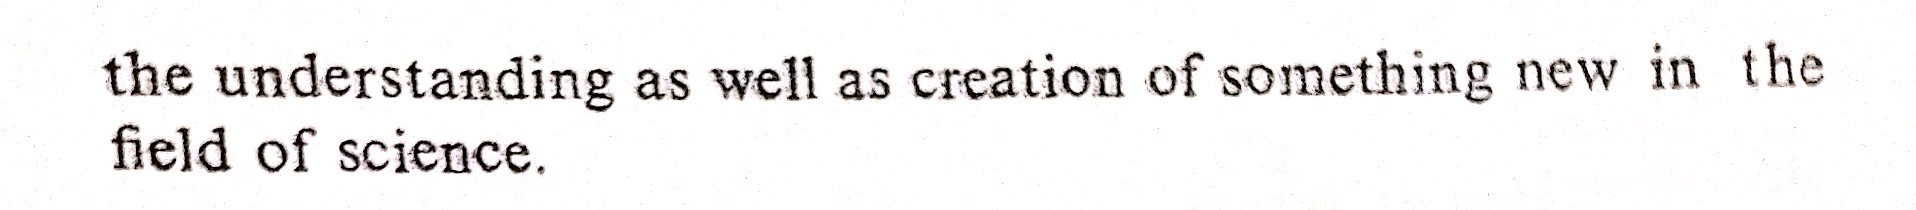 the understanding as well as creation of something new in the
field of science.